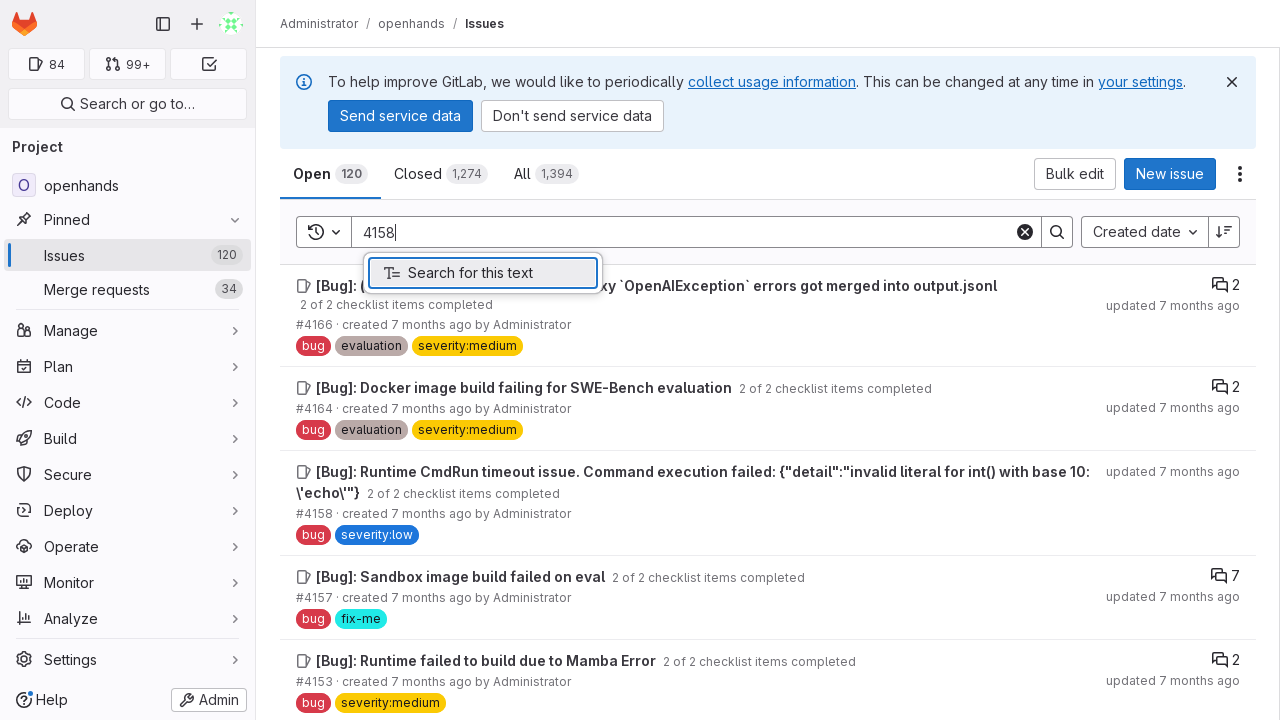 Administrator / openhands / Issues
84
99+
Search or go to…
Project
O openhands
Pinned
Issues 120
Merge requests 34
Manage
Plan
Code
Build
Secure
Deploy
Operate
Monitor
Analyze
Settings
Help
Admin
To help improve GitLab, we would like to periodically collect usage information. This can be changed at any time in your settings.
Send service data
Don't send service data
Open 120
Closed 1,274
All 1,394
Bulk edit
New issue
4158
Created date
Search for this text
[Bug]: xy `OpenAIException` errors got merged into output.jsonl
2
2 of 2 checklist items completed
updated 7 months ago
#4166 · created 7 months ago by Administrator
bug evaluation severity:medium
[Bug]: Docker image build failing for SWE-Bench evaluation 2 of 2 checklist items completed
2
#4164 · created 7 months ago by Administrator
updated 7 months ago
bug evaluation severity:medium
[Bug]: Runtime CmdRun timeout issue. Command execution failed: {"detail":"invalid literal for int() with base 10:
updated 7 months ago
\'echo\'"} 2 of 2 checklist items completed
#4158 · created 7 months ago by Administrator
bug severity:low
[Bug]: Sandbox image build failed on eval 2 of 2 checklist items completed
7
#4157 · created 7 months ago by Administrator
updated 7 months ago
bug fix-me
[Bug]: Runtime failed to build due to Mamba Error 2 of 2 checklist items completed
2
#4153 · created 7 months ago by Administrator
updated 7 months ago
bug severity:medium